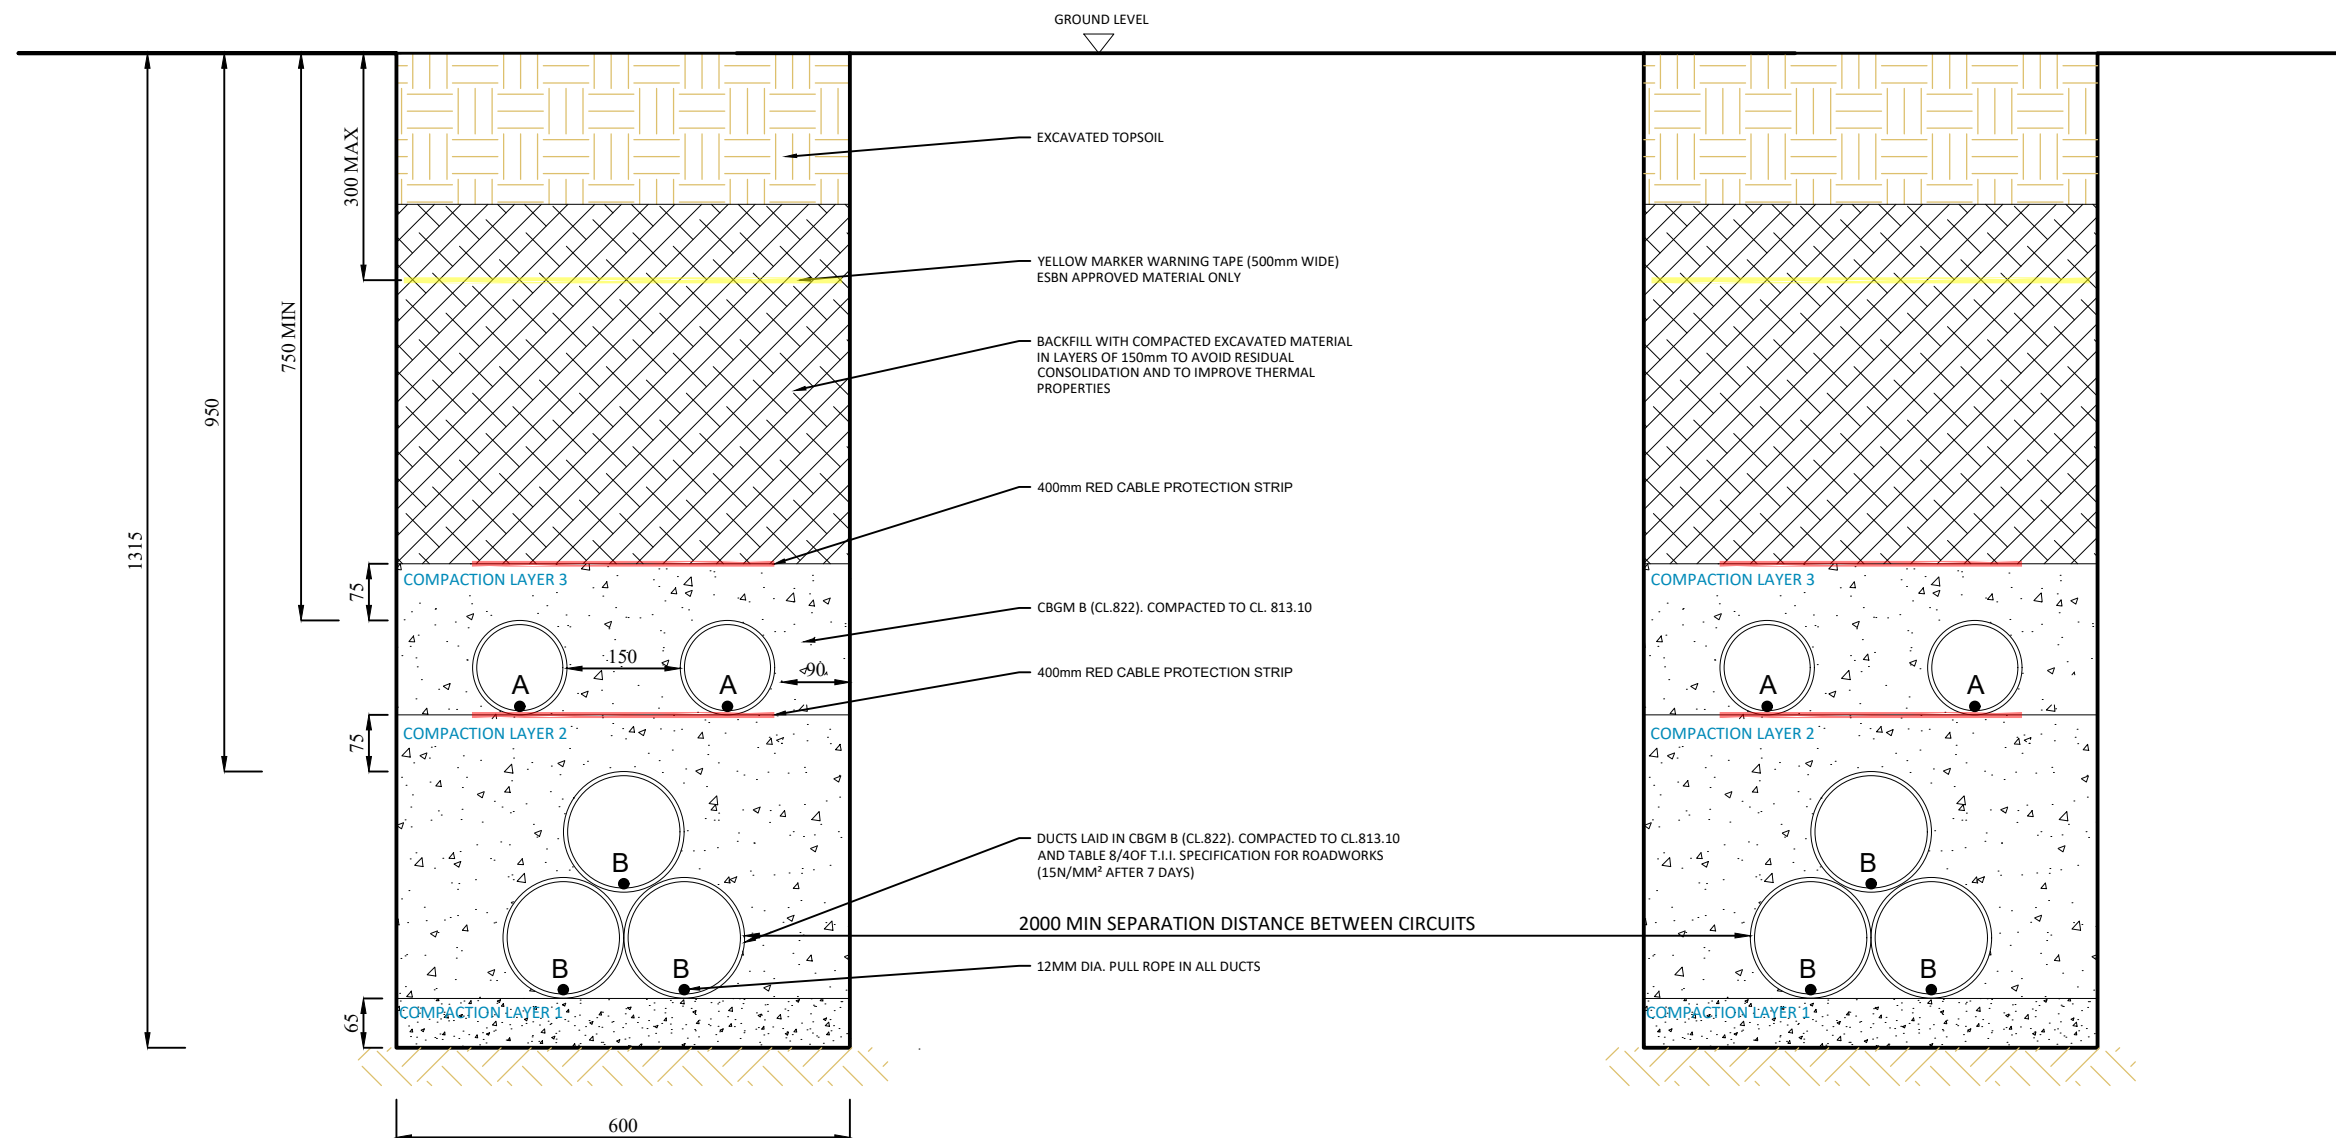 GROUND LEVEL
EXCAVATED TOPSOIL
300 MAX
YELLOW MARKER WARNING TAPE (500mm WIDE)
ESBN APPROVED MATERIAL ONLY
750 MIN
BACKFILL WITH COMPACTED EXCAVATED MATERIAL
IN LAYERS OF 150mm TO AVOID RESIDUAL
CONSOLIDATION AND TO IMPROVE THERMAL
PROPERTIES
950
400mm RED CABLE PROTECTION STRIP
1315
COMPACTION LAYER 3
COMPACTION LAYER 3
75
CBGM B (CL.822). COMPACTED TO CL. 813.10
150
90
400mm RED CABLE PROTECTION STRIP
A
A
A
A
COMPACTION LAYER 2
COMPACTION LAYER 2
75
DUCTS LAID IN CBGM B (CL.822). COMPACTED TO CL.813.10
AND TABLE 8/4OF T.I.I. SPECIFICATION FOR ROADWORKS
(15N/MM² AFTER 7 DAYS)
B
B
2000 MIN SEPARATION DISTANCE BETWEEN CIRCUITS
12MM DIA. PULL ROPE IN ALL DUCTS
B
B
B
B
COMPACTION LAYER 1
COMPACTION LAYER 1
65
600